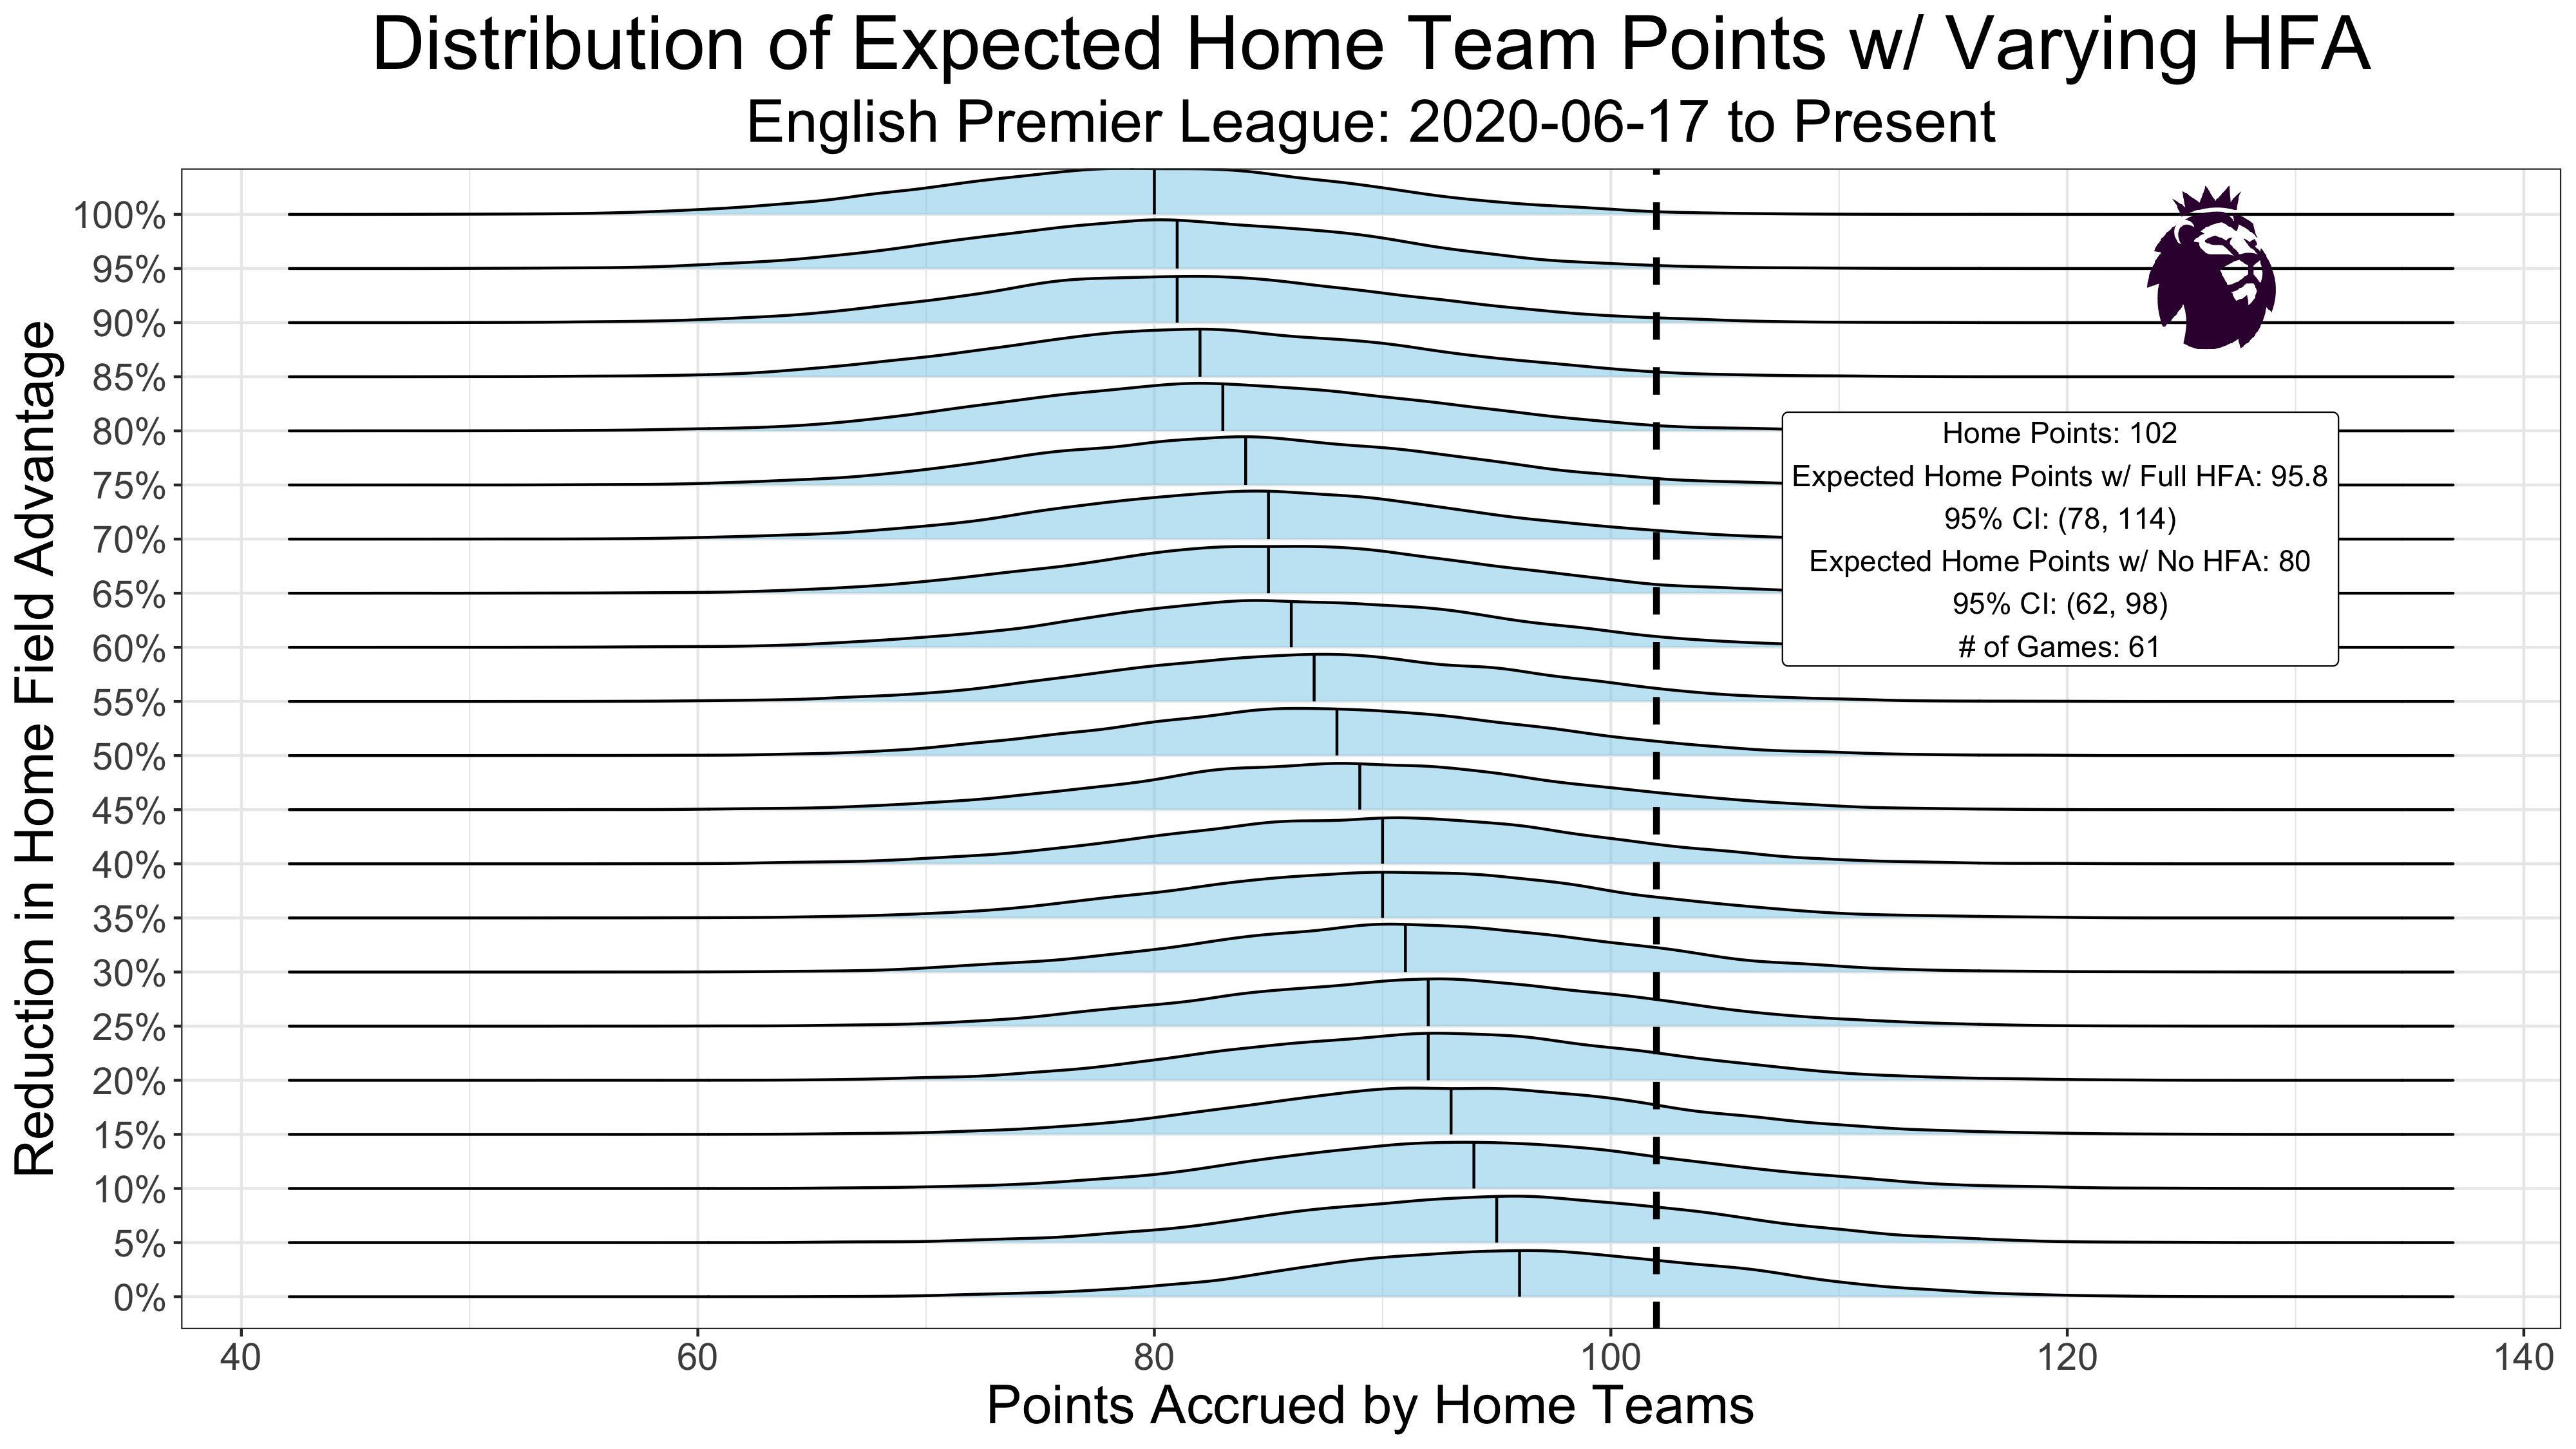 Distribution of Expected Home Team Points w/ Varying HFA
English Premier League: 2020-06-17 to Present
Reduction in Home Field Advantage
100%
95%
90%
85%
80%
75%
70%
65%
60%
55%
50%
45%
40%
35%
30%
25%
20%
15%
10%
5%
0%
Home Points: 102
Expected Home Points w/ Full HFA: 95.8
95% CI: (78, 114)
Expected Home Points w/ No HFA: 80
95% CI: (62, 98)
# of Games: 61
40 60 80 100 120 140
Points Accrued by Home Teams